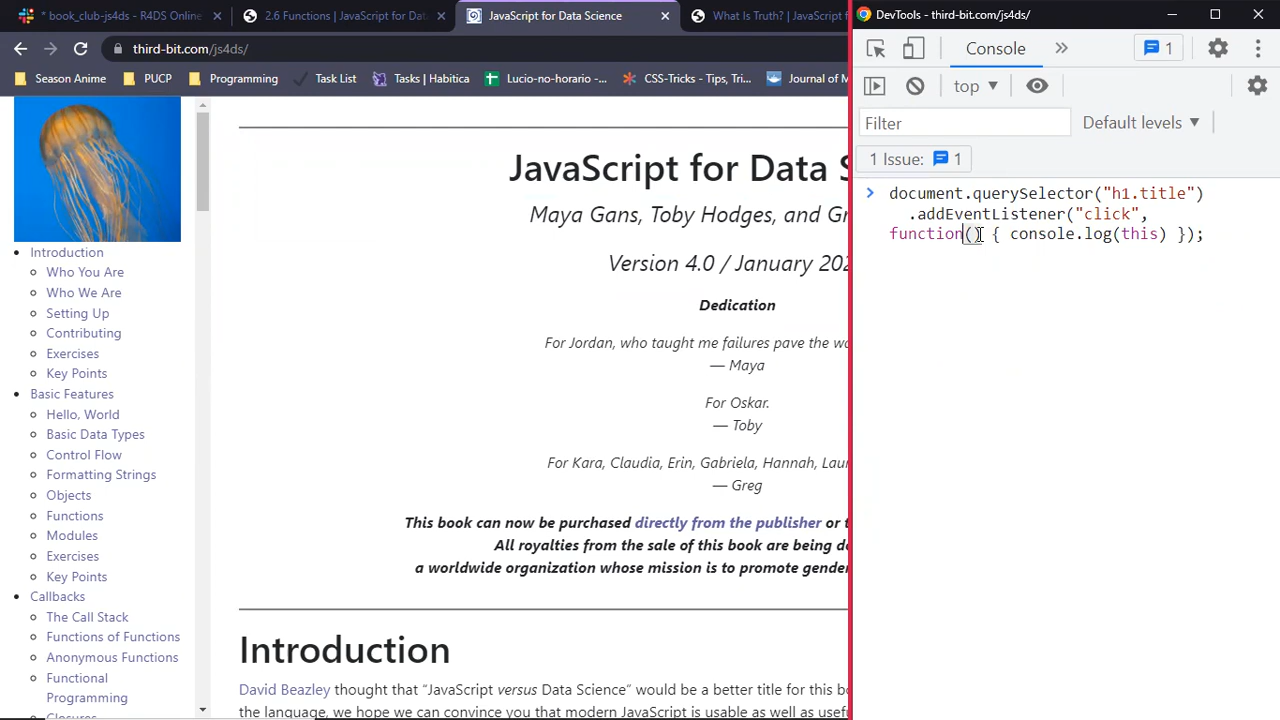 * book_club-js4ds - R4DS Online
2.6 Functions | JavaScript for Dat
JavaScript for Data Science
What Is Truth? | JavaScript f
DevTools - third-bit.com/js4ds/
third-bit.com/js4ds/
Console
1
Season Anime
PUCP
Programming
Task List
Tasks | Habitica
Lucio-no-horario -...
CSS-Tricks - Tips, Tri...
Journal of M
top
Filter
Default levels
1 Issue:
1
document.querySelector("h1.title")
.addEventListener("click",
function() { console.log(this) });
Introduction
Who You Are
Who We Are
Setting Up
Contributing
Exercises
Key Points
Basic Features
Hello, World
Basic Data Types
Control Flow
Formatting Strings
Objects
Functions
Modules
Exercises
Key Points
Callbacks
The Call Stack
Functions of Functions
Anonymous Functions
Functional
Programming
Closures
JavaScript for Data S
Maya Gans, Toby Hodges, and Gr
Version 4.0 / January 202
Dedication
For Jordan, who taught me failures pave the wa
— Maya
For Oskar.
— Toby
For Kara, Claudia, Erin, Gabriela, Hannah, Laur
— Greg
This book can now be purchased directly from the publisher or t
All royalties from the sale of this book are being do
a worldwide organization whose mission is to promote gender
Introduction
David Beazley thought that “JavaScript versus Data Science” would be a better title for this bo
the language, we hope we can convince you that modern JavaScript is usable as well as usefu